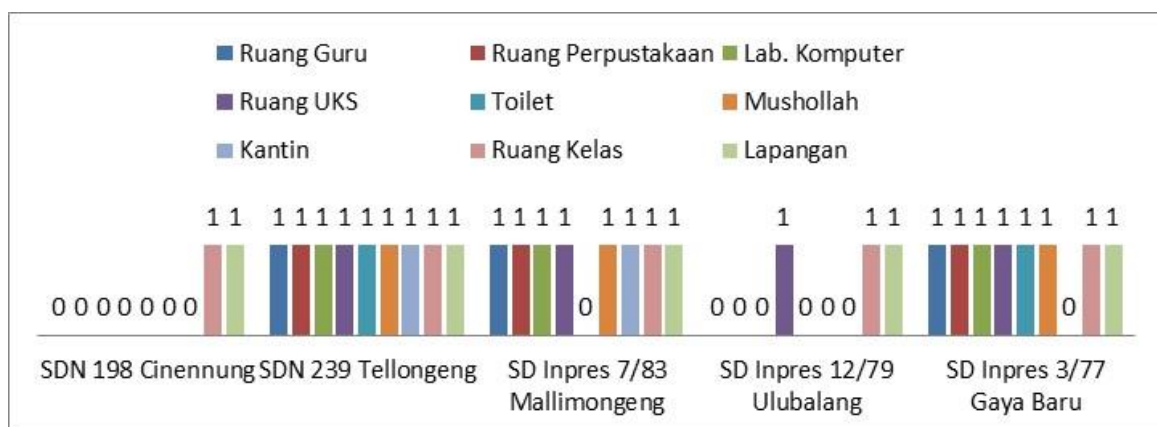 Ruang Guru Ruang Perpustakaan Lab. Komputer
Ruang UKS Toilet Mushollah
Kantin Ruang Kelas Lapangan
1 1 1 1 1 1 1 1 1 1 1 1 1 1 1 1 1 1 1 1 1 1 1 1 1 1 1 1 1 1
0 0 0 0 0 0 0 0 0 0 0 0 0 0 0
SDN 198 Cinennung SDN 239 Tellongeng SD Inpres 7/83 SD Inpres 12/79 SD Inpres 3/77
Mallimongeng Ulubalang Gaya Baru